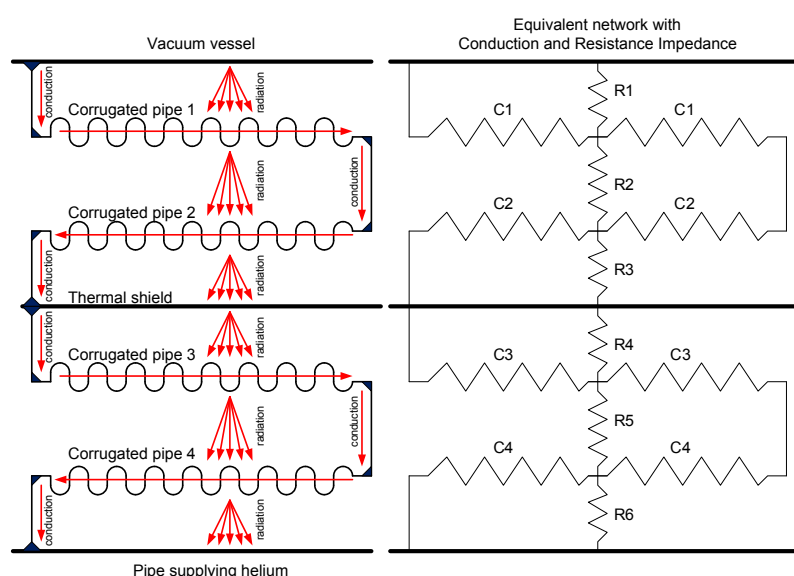 Vacuum vessel
Equivalent network with
Conduction and Resistance Impedance
conduction
radiation
Corrugated pipe 1
radiation
conduction
Corrugated pipe 2
conduction
radiation
Thermal shield
conduction
radiation
Corrugated pipe 3
radiation
conduction
Corrugated pipe 4
conduction
radiation
Pipe supplying helium
R1
C1 C1
R2
C2 C2
R3
R4
C3 C3
R5
C4 C4
R6